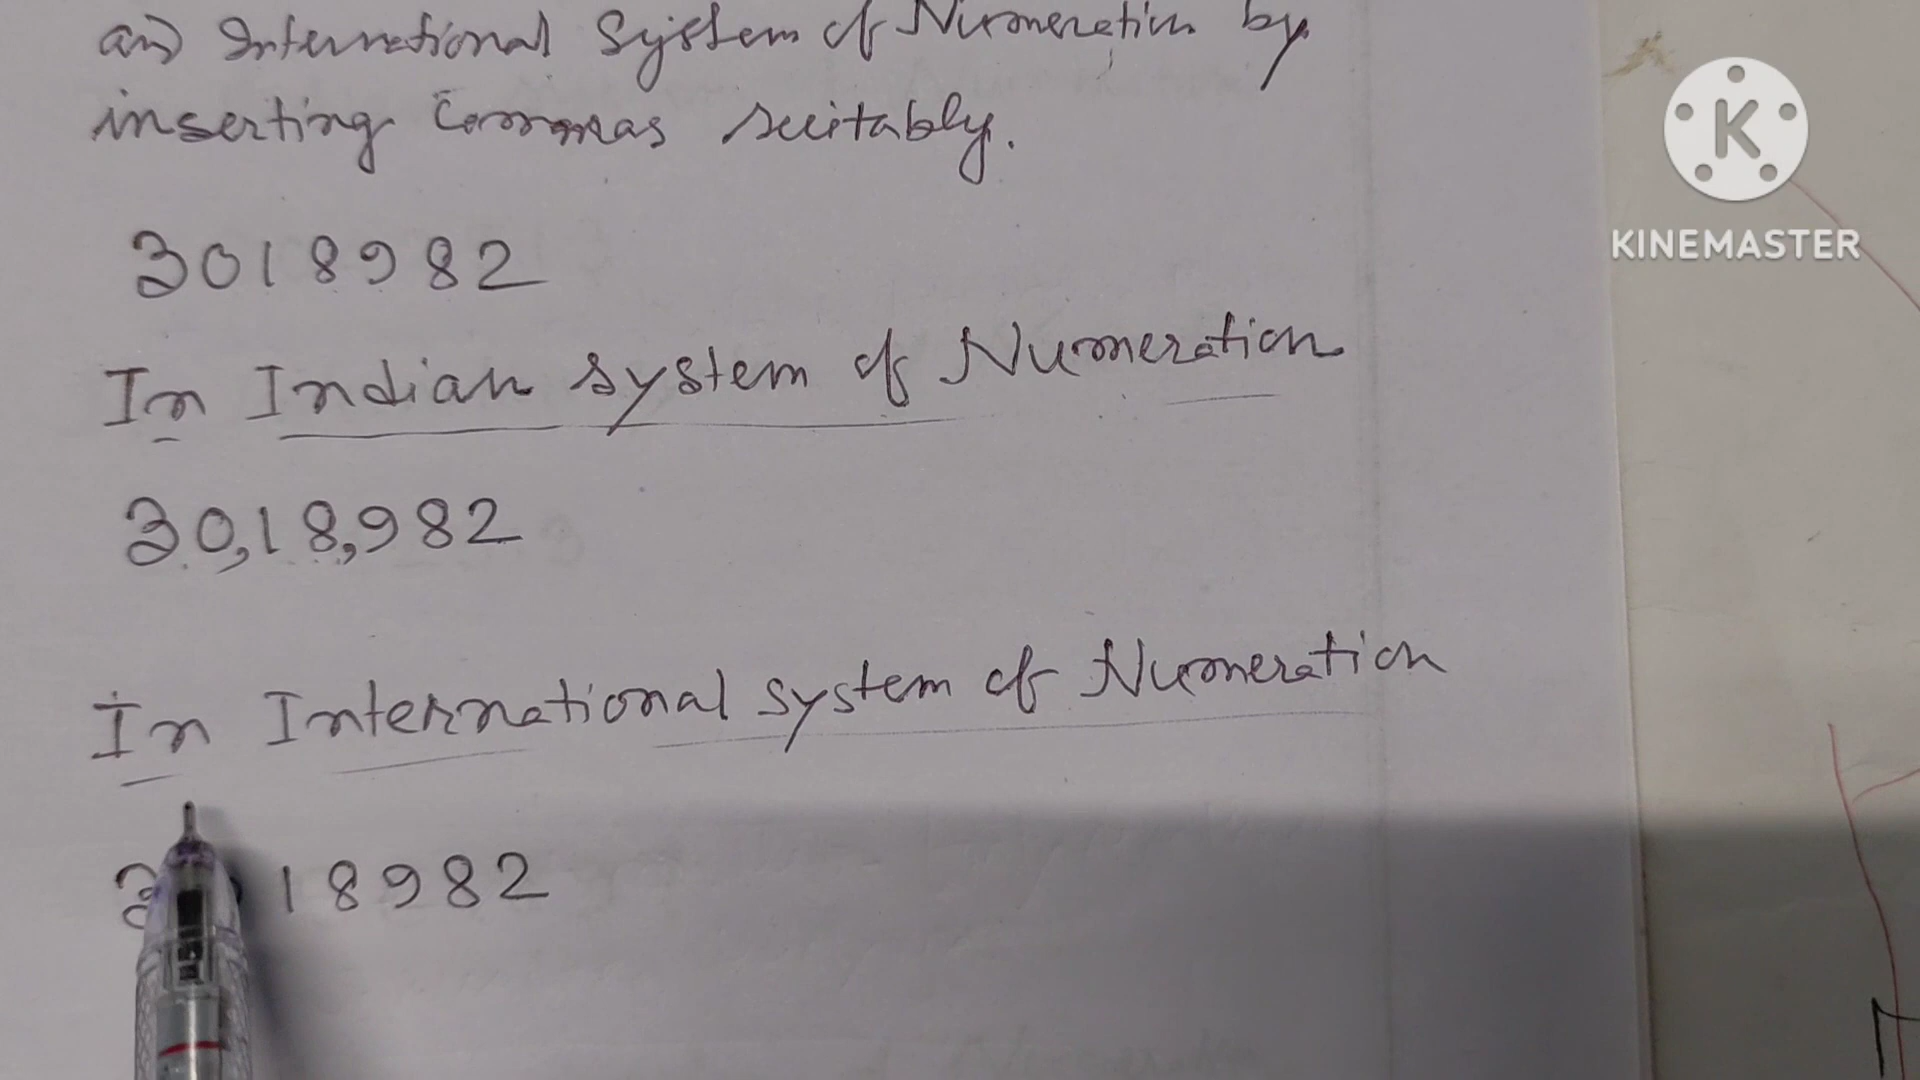 and International System of Numeration by
inserting Commas suitably.
KINEMASTER
3018982
In Indian system of Numeration
30,18,982
In International system of Numeration
18982